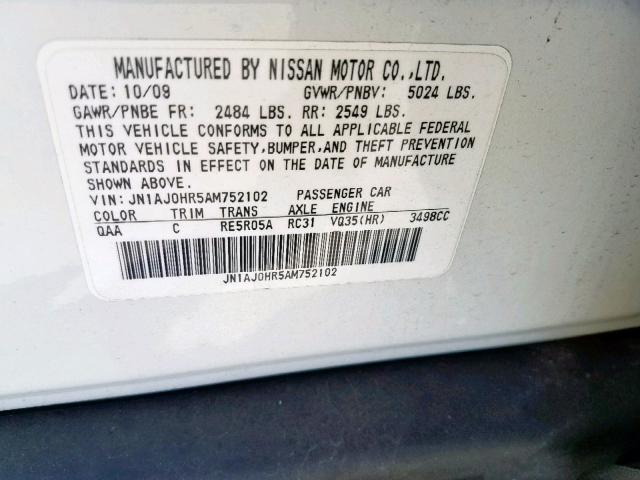 MANUFACTURED BY NISSAN MOTOR CO.,LTD.
DATE: 10/09 GVWR/PNBV: 5024 LBS.
GAWR/PNBE FR: 2484 LBS. RR: 2549 LBS.
THIS VEHICLE CONFORMS TO ALL APPLICABLE FEDERAL
MOTOR VEHICLE SAFETY,BUMPER,AND THEFT PREVENTION
STANDARDS IN EFFECT ON THE DATE OF MANUFACTURE
SHOWN ABOVE.
VIN: JN1AJ0HR5AM752102 PASSENGER CAR
COLOR TRIM TRANS AXLE ENGINE
QAA C RE5R05A RC31 VQ35(HR) 3498CC
JN1AJ0HR5AM752102